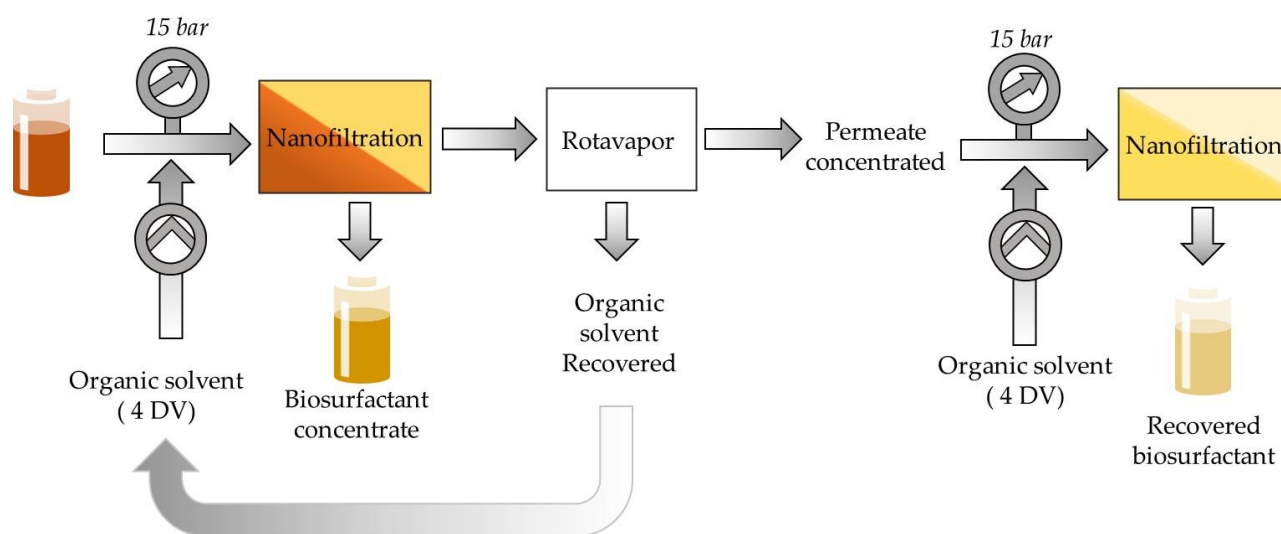 15 bar
15 bar
Nanofiltration
Rotavapor
Permeate
concentrated
Nanofiltration
Organic solvent
( 4 DV)
Biosurfactant
concentrate
Organic
solvent
Recovered
Organic solvent
( 4 DV)
Recovered
biosurfactant